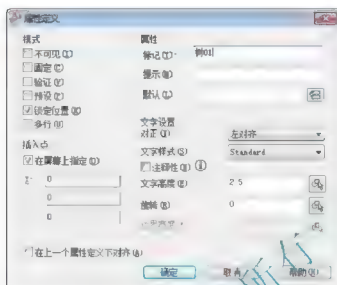 属性定义
模式
不可见(I)
固定(C)
验证(V)
预设(P)
锁定位置(K)
多行(U)
属性
标记(T):
提示(M)
默认(L)
文字设置
对正(J)
左对齐
文字样式(S)
Standard
注释性(N)
文字高度(E)
2.5
旋转(R)
0
插入点
在屏幕上指定(O)
0
0
0
在上一个属性定义下对齐(A)
确定
取消
帮助(H)